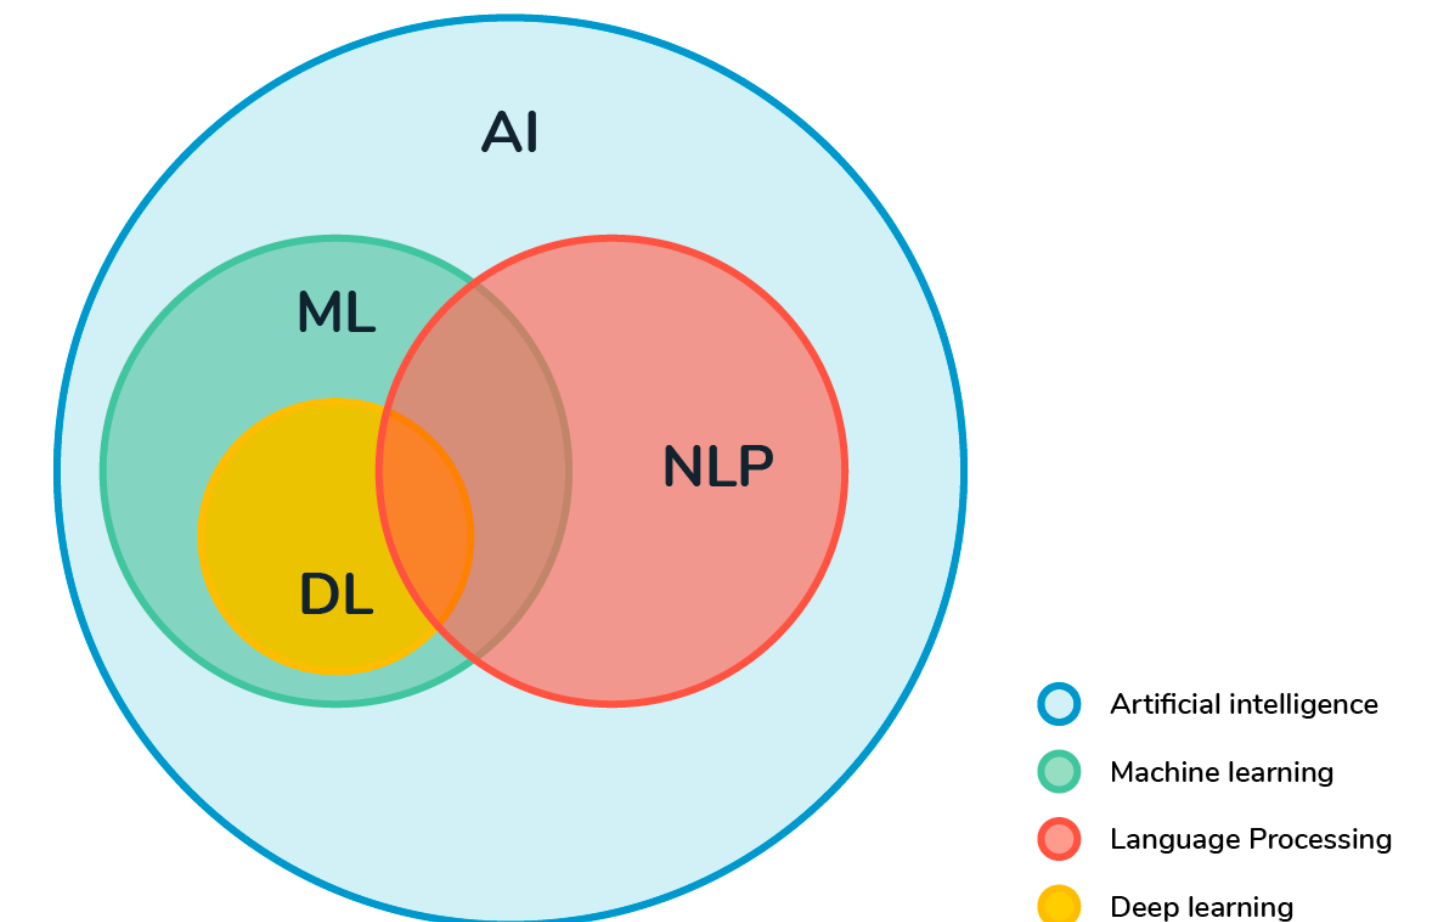 AI
ML
NLP
DL
Artificial intelligence
Machine learning
Language Processing
Deep learning